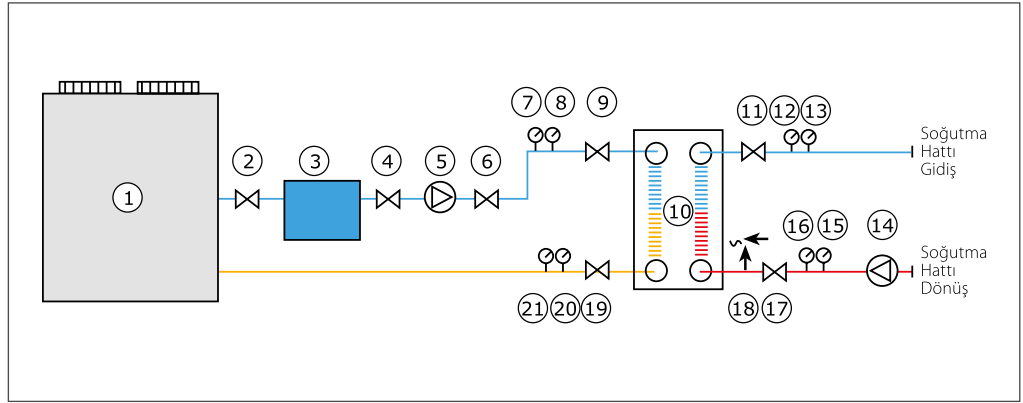 7 8 9 11 12 13
Soğutma
Hattı
Gidiş
2 3 4 5 6
1
10
16 15 14
Soğutma
Hattı
Dönüş
21 20 19 18 17